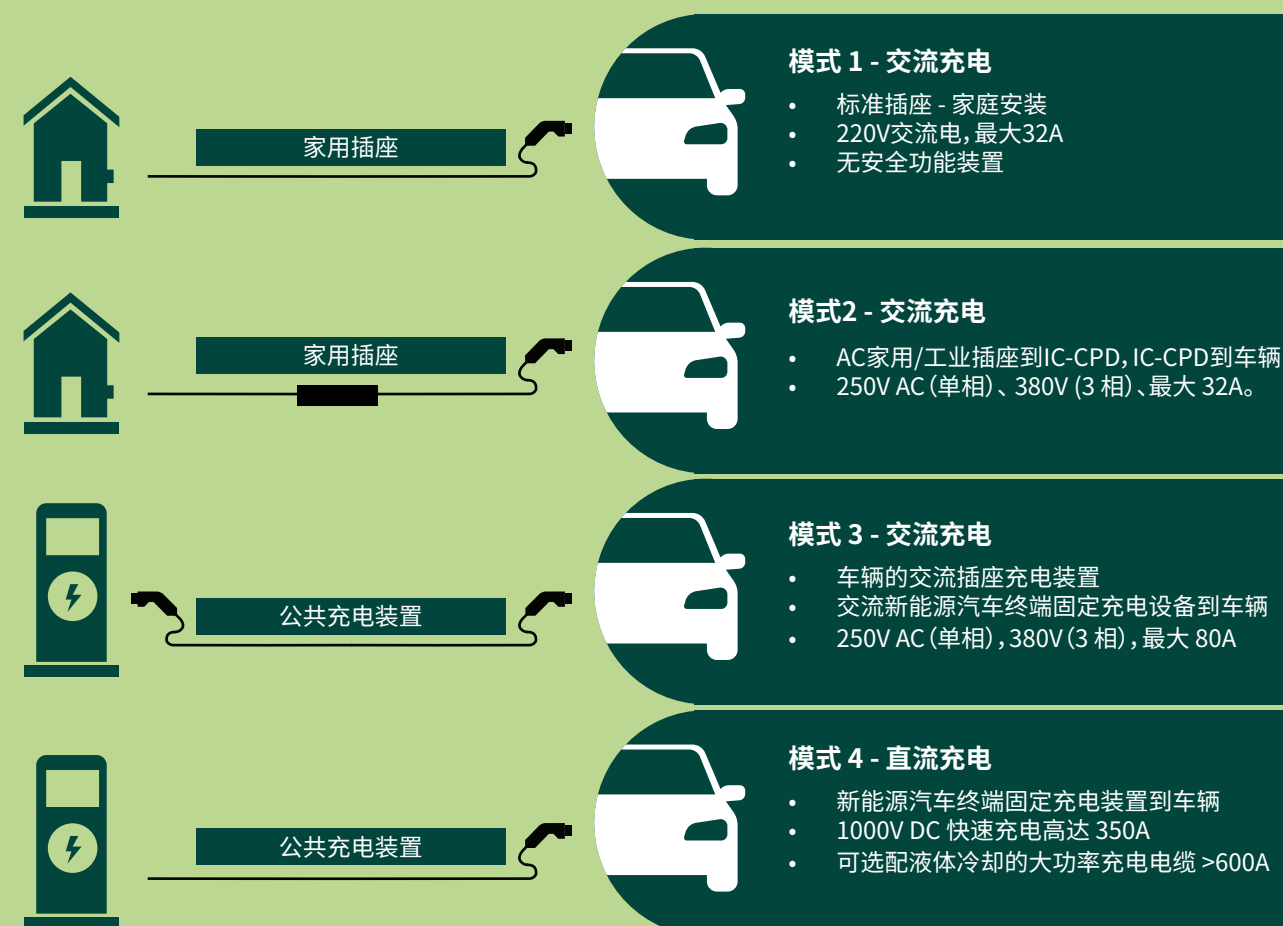 家用插座
模式 1 - 交流充电
• 标准插座 - 家庭安装
• 220V交流电，最大32A
• 无安全功能装置
家用插座
模式2 - 交流充电
• AC家用/工业插座到IC-CPD，IC-CPD到车辆
• 250V AC（单相）、380V (3 相）、最大 32A。
公共充电装置
模式 3 - 交流充电
• 车辆的交流插座充电装置
• 交流新能源汽车终端固定充电设备到车辆
• 250V AC（单相），380V（3 相），最大 80A
公共充电装置
模式 4 - 直流充电
• 新能源汽车终端固定充电装置到车辆
• 1000V DC 快速充电高达 350A
• 可选配液体冷却的大功率充电电缆 >600A